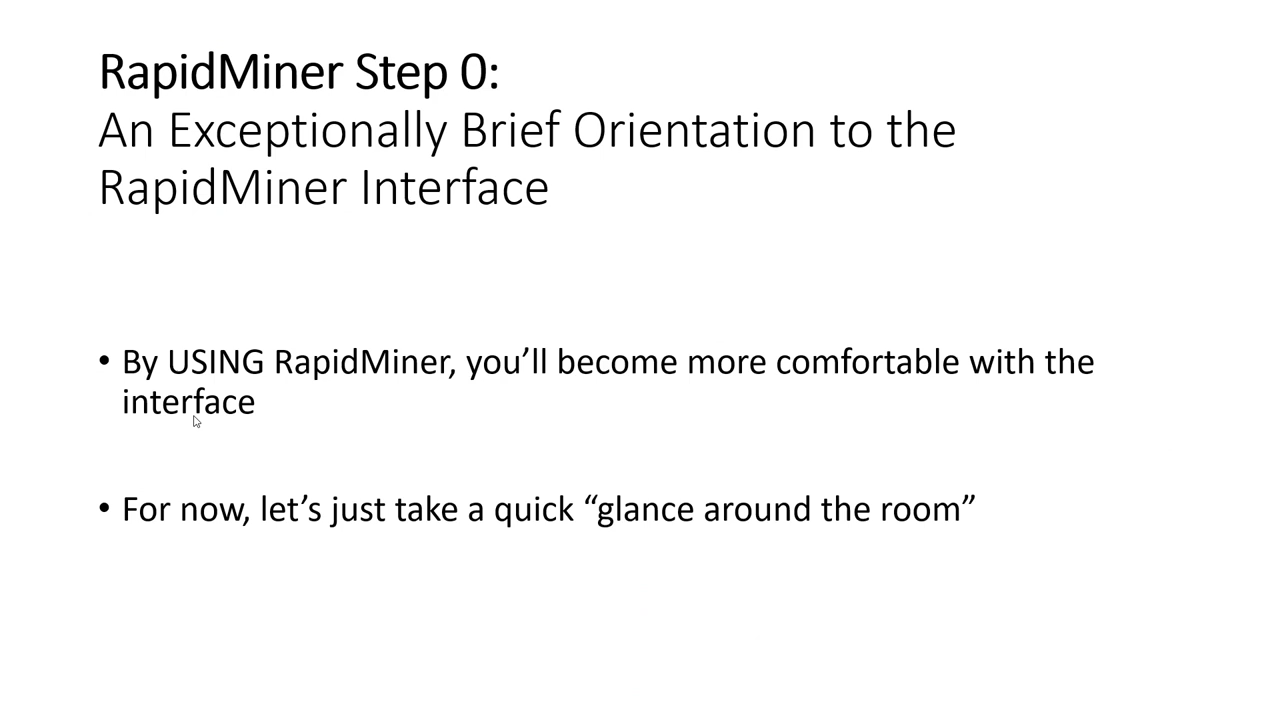 RapidMiner Step 0:
An Exceptionally Brief Orientation to the
RapidMiner Interface
• By USING RapidMiner, you’ll become more comfortable with the
interface
• For now, let’s just take a quick “glance around the room”